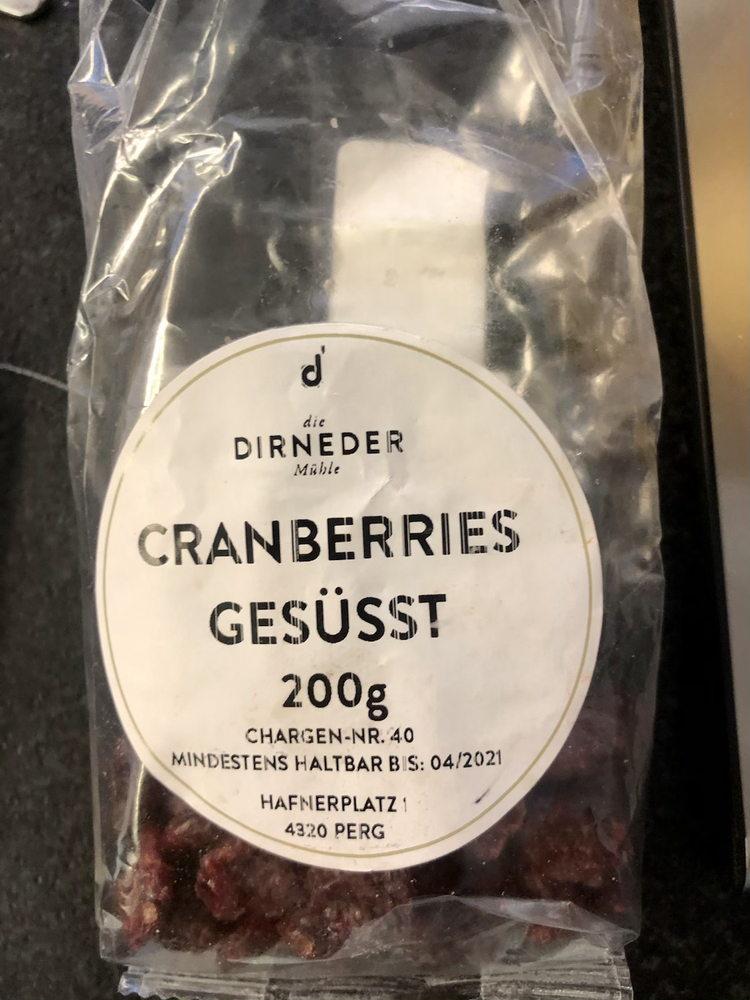 d'
die
DIRNEDER
Mühle
CRANBERRIES
GESÜSST
200g
CHARGEN-NR. 40
MINDESTENS HALTBAR BIS: 04/2021
HAFNERPLATZ 1
4320 PERG